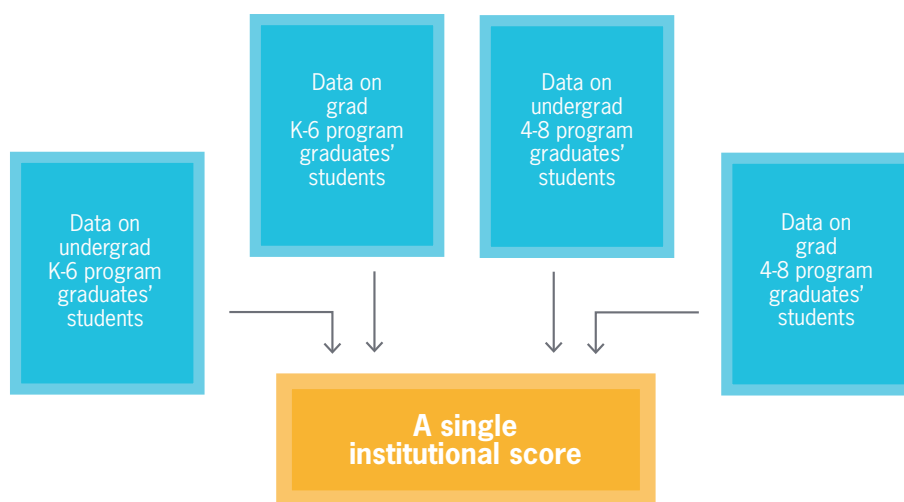 Data on
undergrad
K-6 program
graduates’
students
Data on
grad
K-6 program
graduates’
students
Data on
undergrad
4-8 program
graduates’
students
Data on
grad
4-8 program
graduates’
students
A single
institutional score